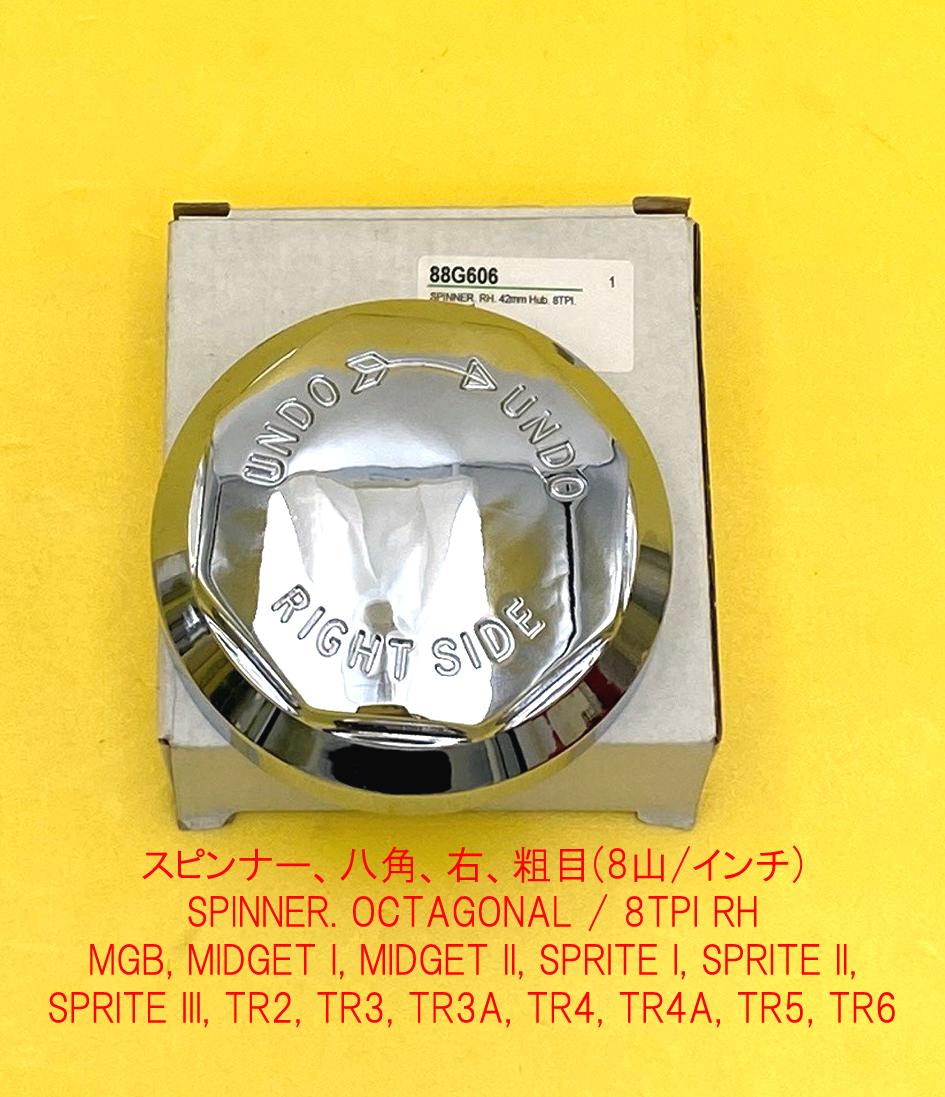 88G606 1
SPINNER. RH. 42mm Hub. 8TPI.
UNDO UNDO
RIGHT SIDE
スピンナー、八角、右、粗目(8山/インチ)
SPINNER. OCTAGONAL / 8TPI RH
MGB, MIDGET I, MIDGET II, SPRITE I, SPRITE II,
SPRITE III, TR2, TR3, TR3A, TR4, TR4A, TR5, TR6